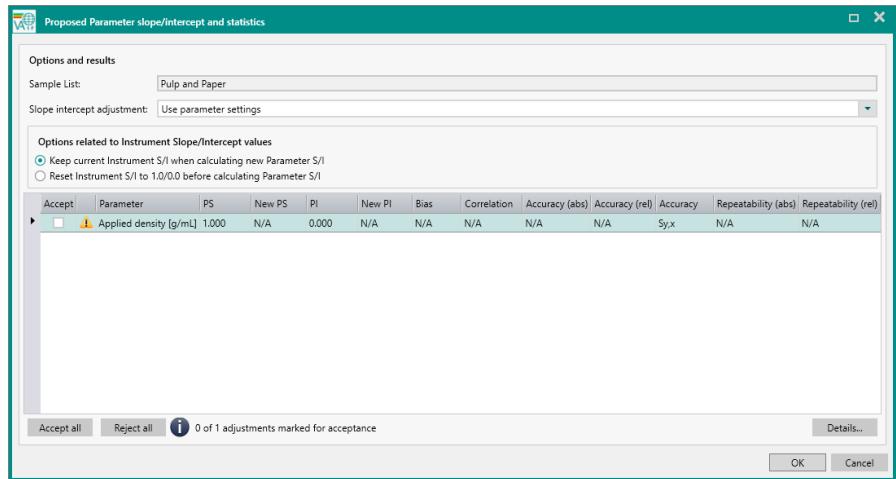 Proposed Parameter slope/intercept and statistics
Options and results
Sample List: Pulp and Paper
Slope intercept adjustment: Use parameter settings
Options related to Instrument Slope/Intercept values
Keep current Instrument S/I when calculating new Parameter S/I
Reset Instrument S/I to 1.0/0.0 before calculating Parameter S/I
Accept Parameter PS New PS PI New PI Bias Correlation Accuracy (abs) Accuracy (rel) Accuracy Repeatability (abs) Repeatability (rel)
Applied density [g/mL] 1.000 N/A 0.000 N/A N/A N/A N/A N/A Sy,x N/A N/A
Accept all Reject all 0 of 1 adjustments marked for acceptance Details...
OK Cancel